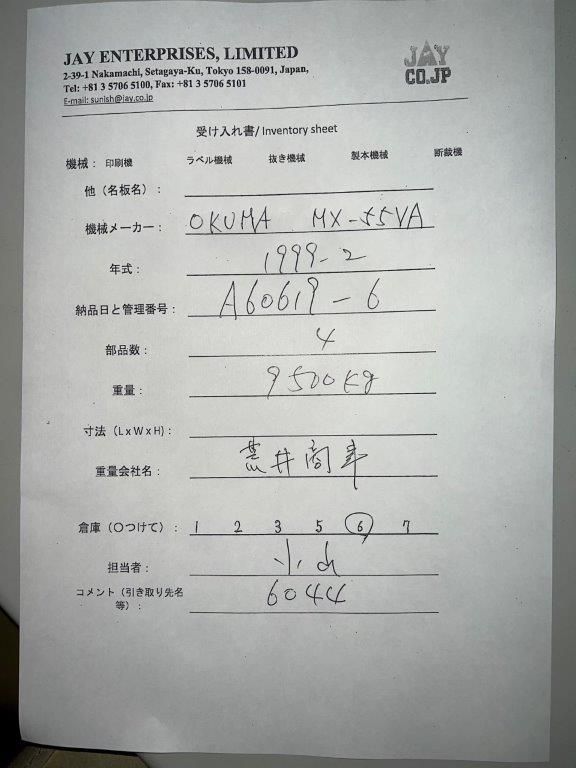 JAY ENTERPRISES, LIMITED
2-39-1 Nakamachi, Setagaya-Ku, Tokyo 158-0091, Japan,
Tel: +81 3 5706 5100, Fax: +81 3 5706 5101
E-mail: sunish@jay.co.jp
JAY
CO.JP
受け入れ書/ Inventory sheet
機械： 印刷機 ラベル機械 抜き機械 製本機械 断裁機
他（名板名）：
機械メーカー： OKUMA MX-55VA
年式： 1999-2
納品日と管理番号： A60619-6
部品数： 4
重量： 9500kg
寸法（L x W x H)：
重量会社名： 荒井商事
倉庫（〇つけて）： 1 2 3 5 6 7
担当者： 小
コメント（引き取り先名 6044
等）：